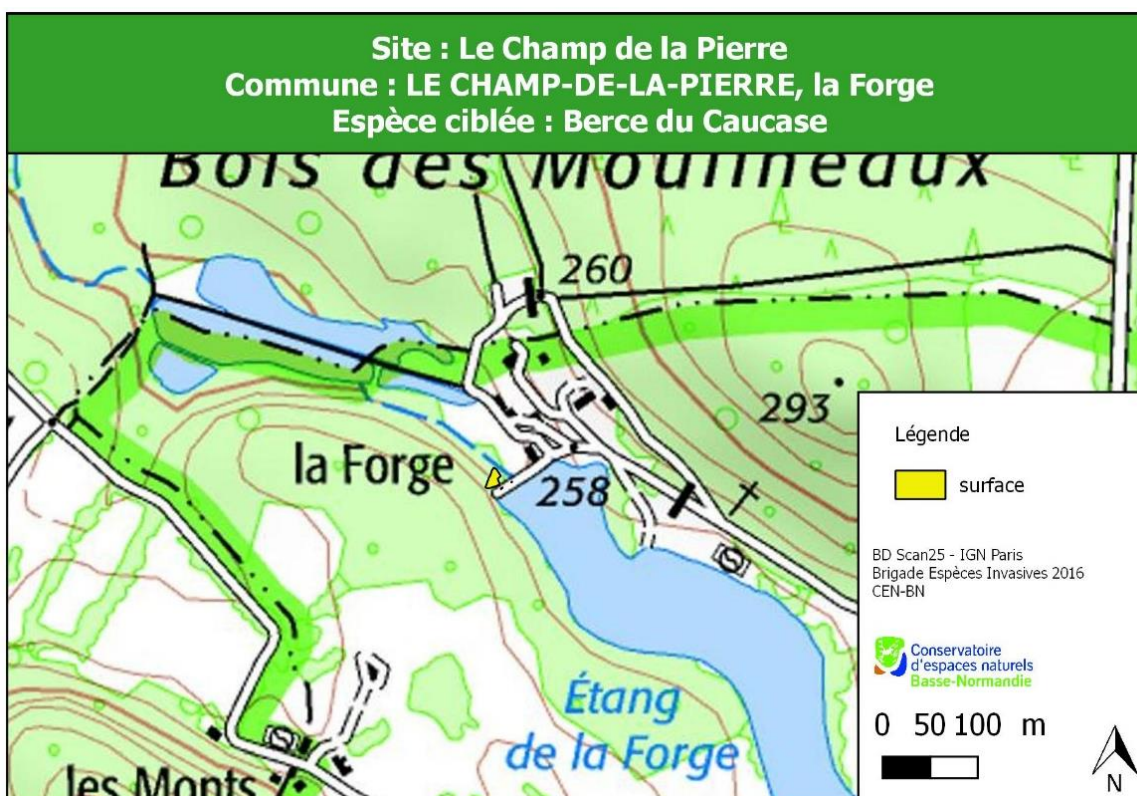 Site : Le Champ de la Pierre
Commune : LE CHAMP-DE-LA-PIERRE, la Forge
Espèce ciblée : Berce du Caucase
Bois des Moulineaux
260
293
la Forge
258
Étang
de la Forge
les Monts
Légende
surface
BD Scan25 - IGN Paris
Brigade Espèces Invasives 2016
CEN-BN
Conservatoire
d'espaces naturels
Basse-Normandie
0 50 100 m
N